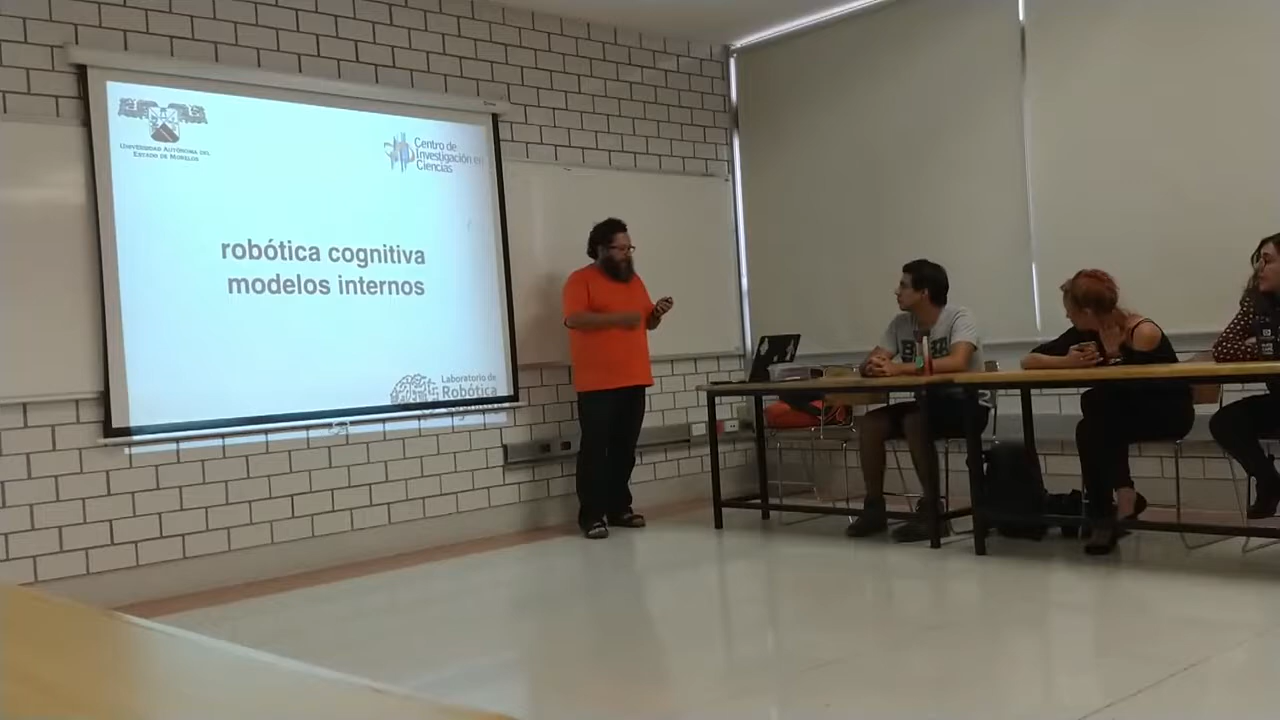 UNIVERSIDAD AUTÓNOMA DEL
ESTADO DE MORELOS
Centro de
Investigación en
Ciencias
robótica cognitiva
modelos internos
Laboratorio de
Robótica